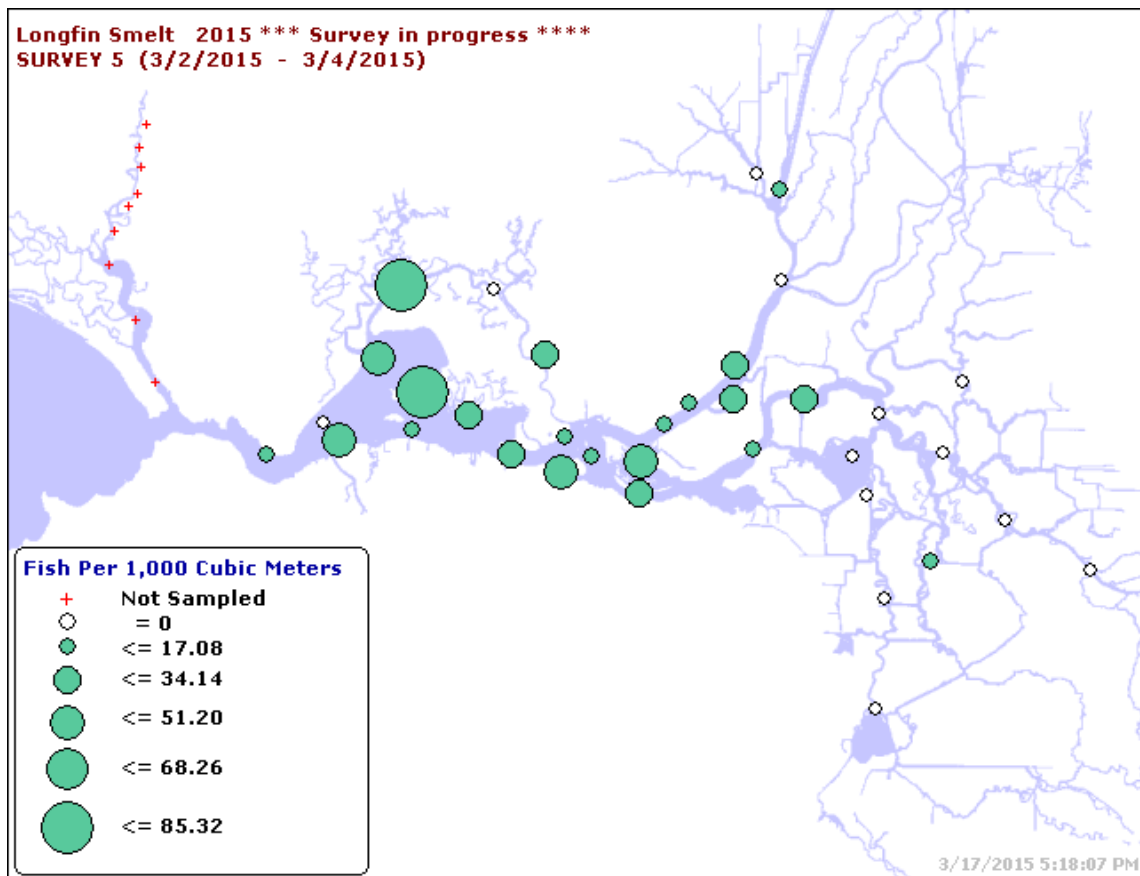 Longfin Smelt 2015 *** Survey in progress ****
SURVEY 5 (3/2/2015 - 3/4/2015)
Fish Per 1,000 Cubic Meters
Not Sampled
= 0
<= 17.08
<= 34.14
<= 51.20
<= 68.26
<= 85.32
3/17/2015 5:18:07 PM